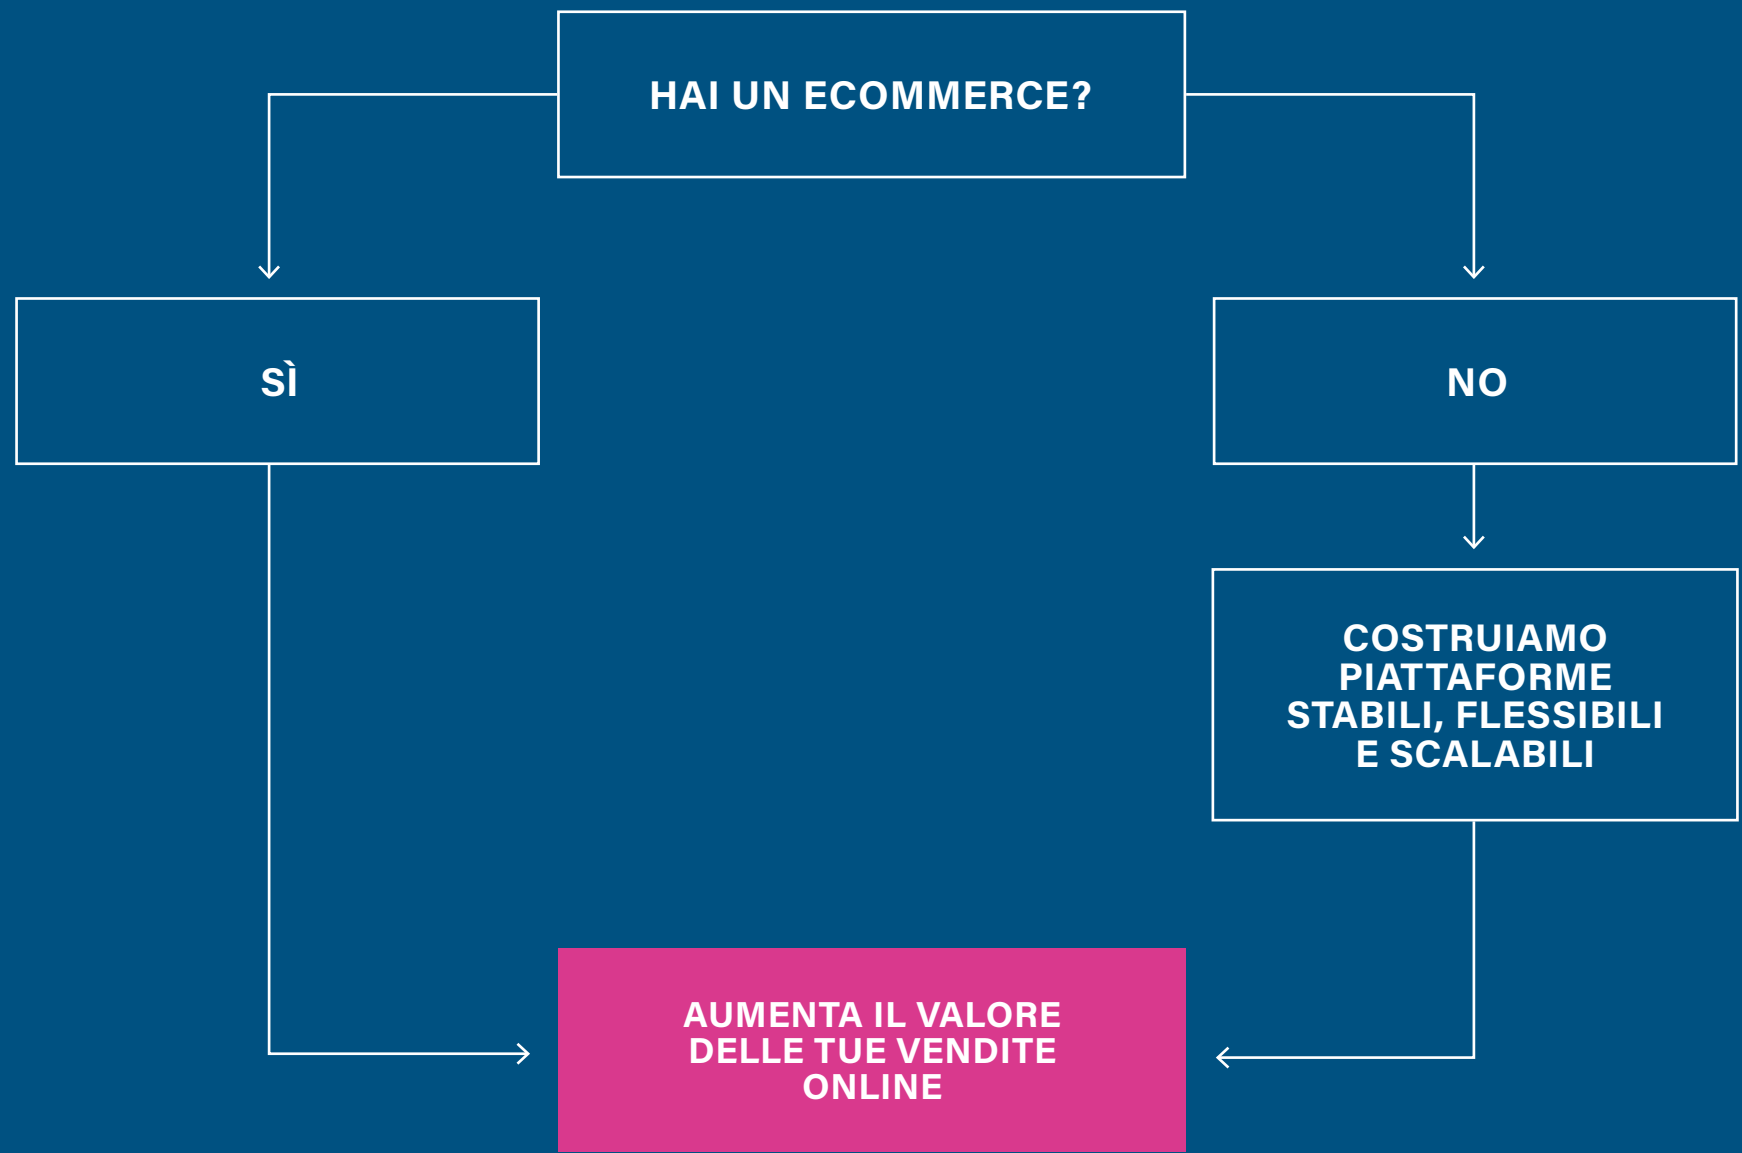 HAI UN ECOMMERCE?
SÌ
NO
COSTRUIAMO
PIATTAFORME
STABILI, FLESSIBILI
E SCALABILI
AUMENTA IL VALORE
DELLE TUE VENDITE
ONLINE